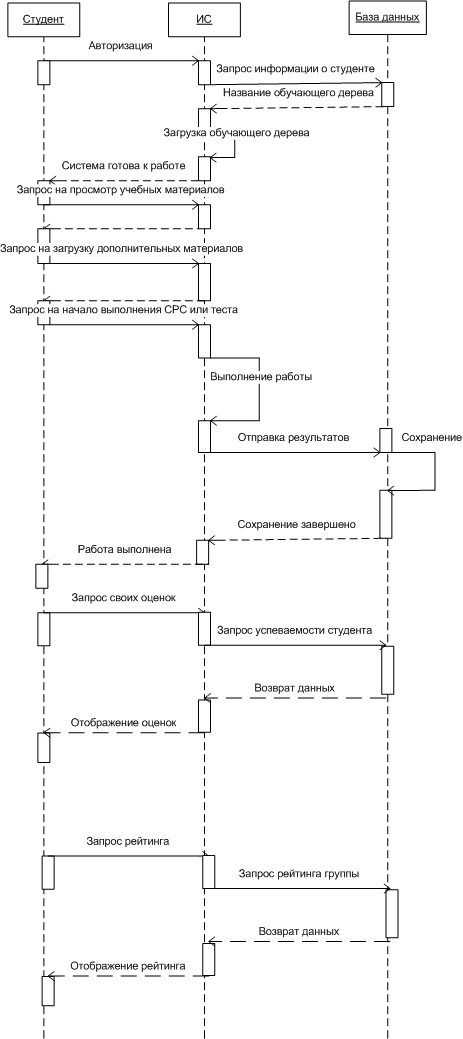 Студент
ИС
База данных
Авторизация
Запрос информации о студенте
Название обучающего дерева
Загрузка обучающего дерева
Система готова к работе
Запрос на просмотр учебных материалов
Запрос на загрузку дополнительных материалов
Запрос на начало выполнения СРС или теста
Выполнение работы
Отправка результатов
Сохранение
Сохранение завершено
Работа выполнена
Запрос своих оценок
Запрос успеваемости студента
Возврат данных
Отображение оценок
Запрос рейтинга
Запрос рейтинга группы
Возврат данных
Отображение рейтинга